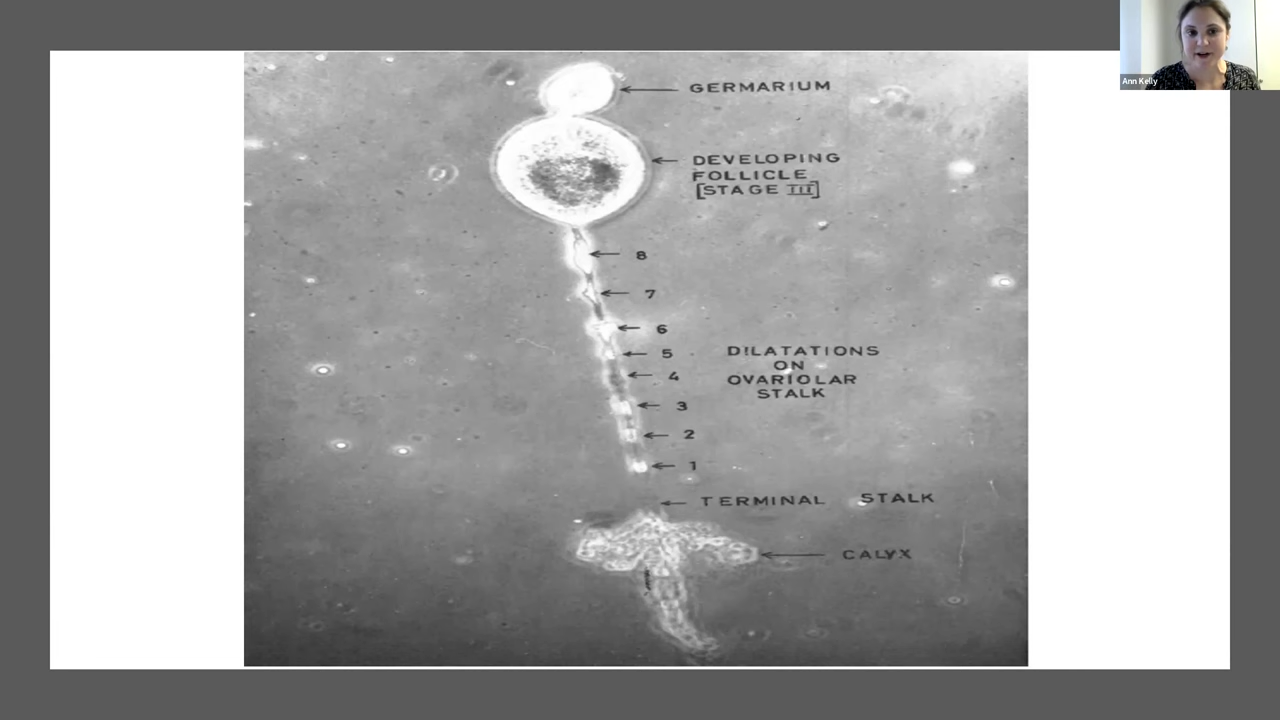 Ann Kelly
GERMARIUM
DEVELOPING
FOLLICLE
[STAGE III]
8
7
6
5
4
3
2
1
DILATATIONS
ON
OVARIOLAR
STALK
TERMINAL STALK
CALYX